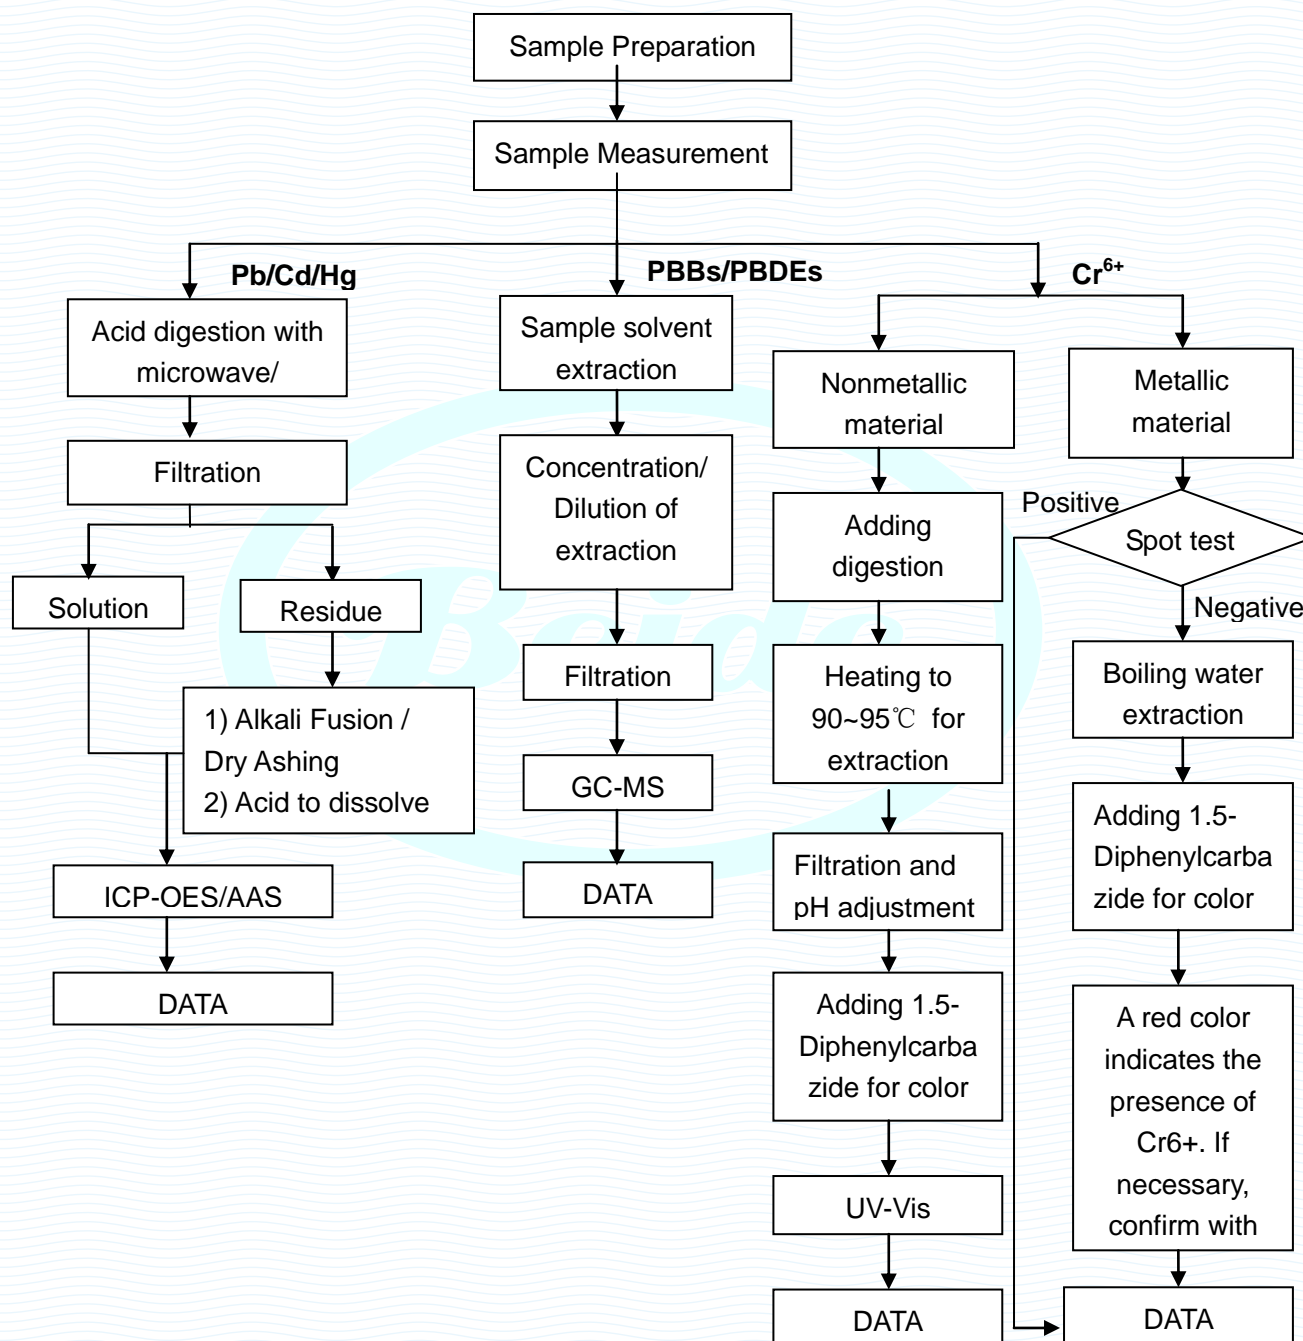 Sample Preparation
Sample Measurement
Pb/Cd/Hg
PBBs/PBDEs
Cr6+
Acid digestion with
microwave/
Filtration
Solution
Residue
1) Alkali Fusion /
Dry Ashing
2) Acid to dissolve
ICP-OES/AAS
DATA
Sample solvent
extraction
Concentration/
Dilution of
extraction
Filtration
GC-MS
DATA
Nonmetallic
material
Adding
digestion
Heating to
90~95℃ for
extraction
Filtration and
pH adjustment
Adding 1.5-
Diphenylcarba
zide for color
UV-Vis
DATA
Metallic
material
Positive
Spot test
Negative
Boiling water
extraction
Adding 1.5-
Diphenylcarba
zide for color
A red color
indicates the
presence of
Cr6+. If
necessary,
confirm with
DATA